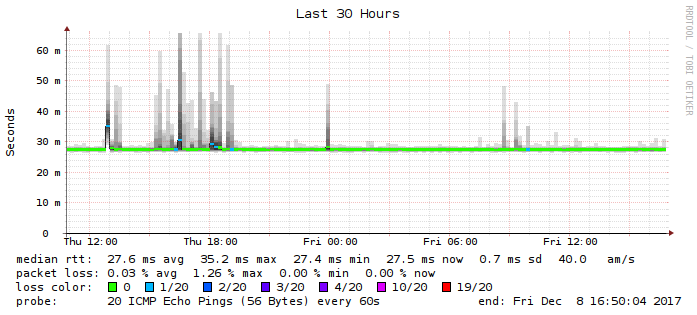 Last 30 Hours
RRDTOOL / TOBI OETIKER
Seconds
60 m
50 m
40 m
30 m
20 m
10 m
0
Thu 12:00 Thu 18:00 Fri 00:00 Fri 06:00 Fri 12:00
median rtt: 27.6 ms avg 35.2 ms max 27.4 ms min 27.5 ms now 0.7 ms sd 40.0 am/s
packet loss: 0.03 % avg 1.26 % max 0.00 % min 0.00 % now
loss color: 0 1/20 2/20 3/20 4/20 10/20 19/20
probe: 20 ICMP Echo Pings (56 Bytes) every 60s end: Fri Dec 8 16:50:04 2017